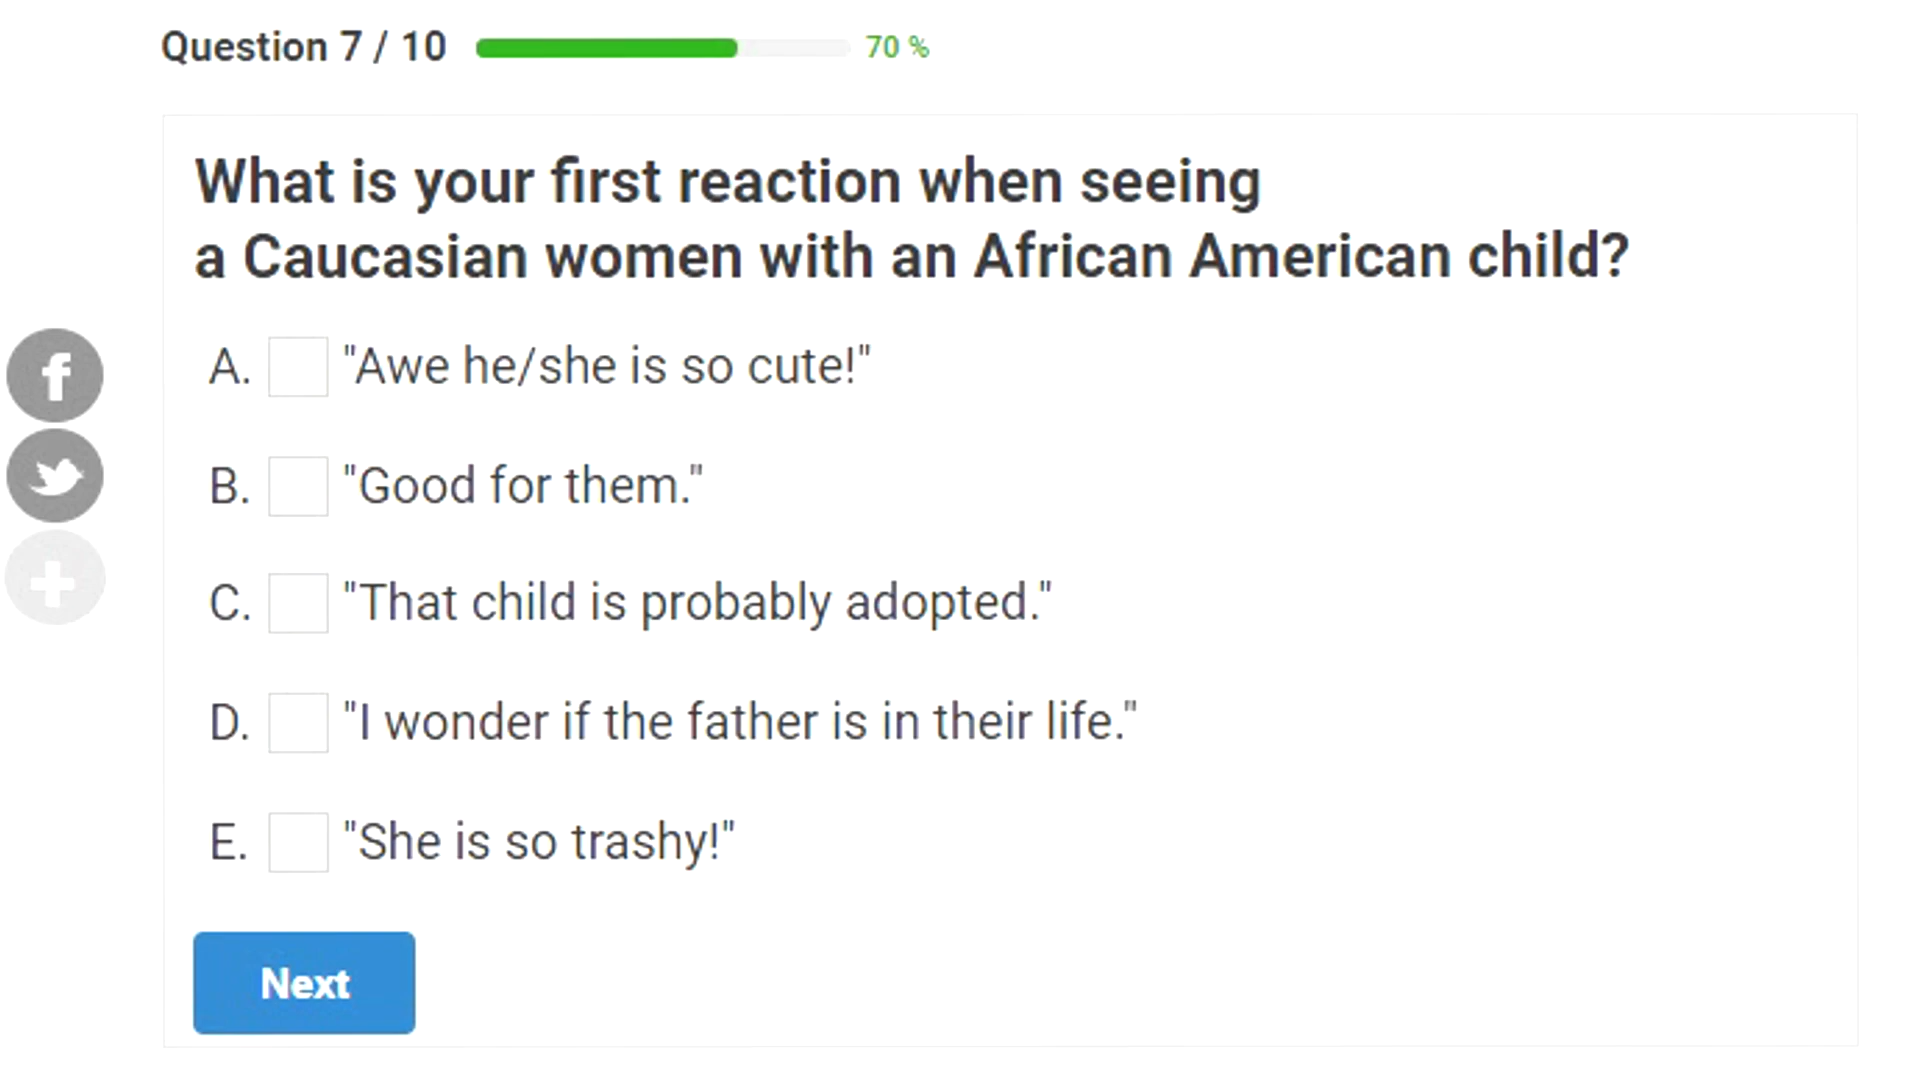 Question 7 / 10 70 %
What is your first reaction when seeing
a Caucasian women with an African American child?
A. "Awe he/she is so cute!"
B. "Good for them."
C. "That child is probably adopted."
D. "I wonder if the father is in their life."
E. "She is so trashy!"
Next